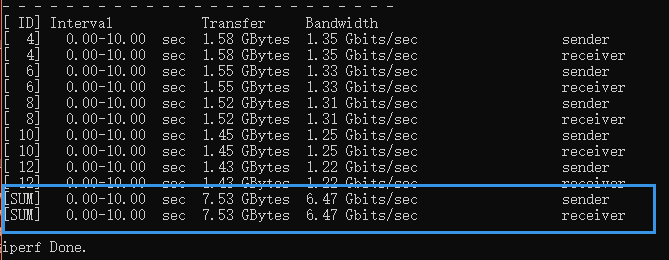 - - - - - - - - - - - - - - - - - - - - - - - - -
[ ID] Interval Transfer Bandwidth
[ 4] 0.00-10.00 sec 1.58 GBytes 1.35 Gbits/sec sender
[ 4] 0.00-10.00 sec 1.58 GBytes 1.35 Gbits/sec receiver
[ 6] 0.00-10.00 sec 1.55 GBytes 1.33 Gbits/sec sender
[ 6] 0.00-10.00 sec 1.55 GBytes 1.33 Gbits/sec receiver
[ 8] 0.00-10.00 sec 1.52 GBytes 1.31 Gbits/sec sender
[ 8] 0.00-10.00 sec 1.52 GBytes 1.31 Gbits/sec receiver
[ 10] 0.00-10.00 sec 1.45 GBytes 1.25 Gbits/sec sender
[ 10] 0.00-10.00 sec 1.45 GBytes 1.25 Gbits/sec receiver
[ 12] 0.00-10.00 sec 1.43 GBytes 1.22 Gbits/sec sender
[ 12] 0.00-10.00 sec 1.43 GBytes 1.22 Gbits/sec receiver
[SUM] 0.00-10.00 sec 7.53 GBytes 6.47 Gbits/sec sender
[SUM] 0.00-10.00 sec 7.53 GBytes 6.47 Gbits/sec receiver
iperf Done.